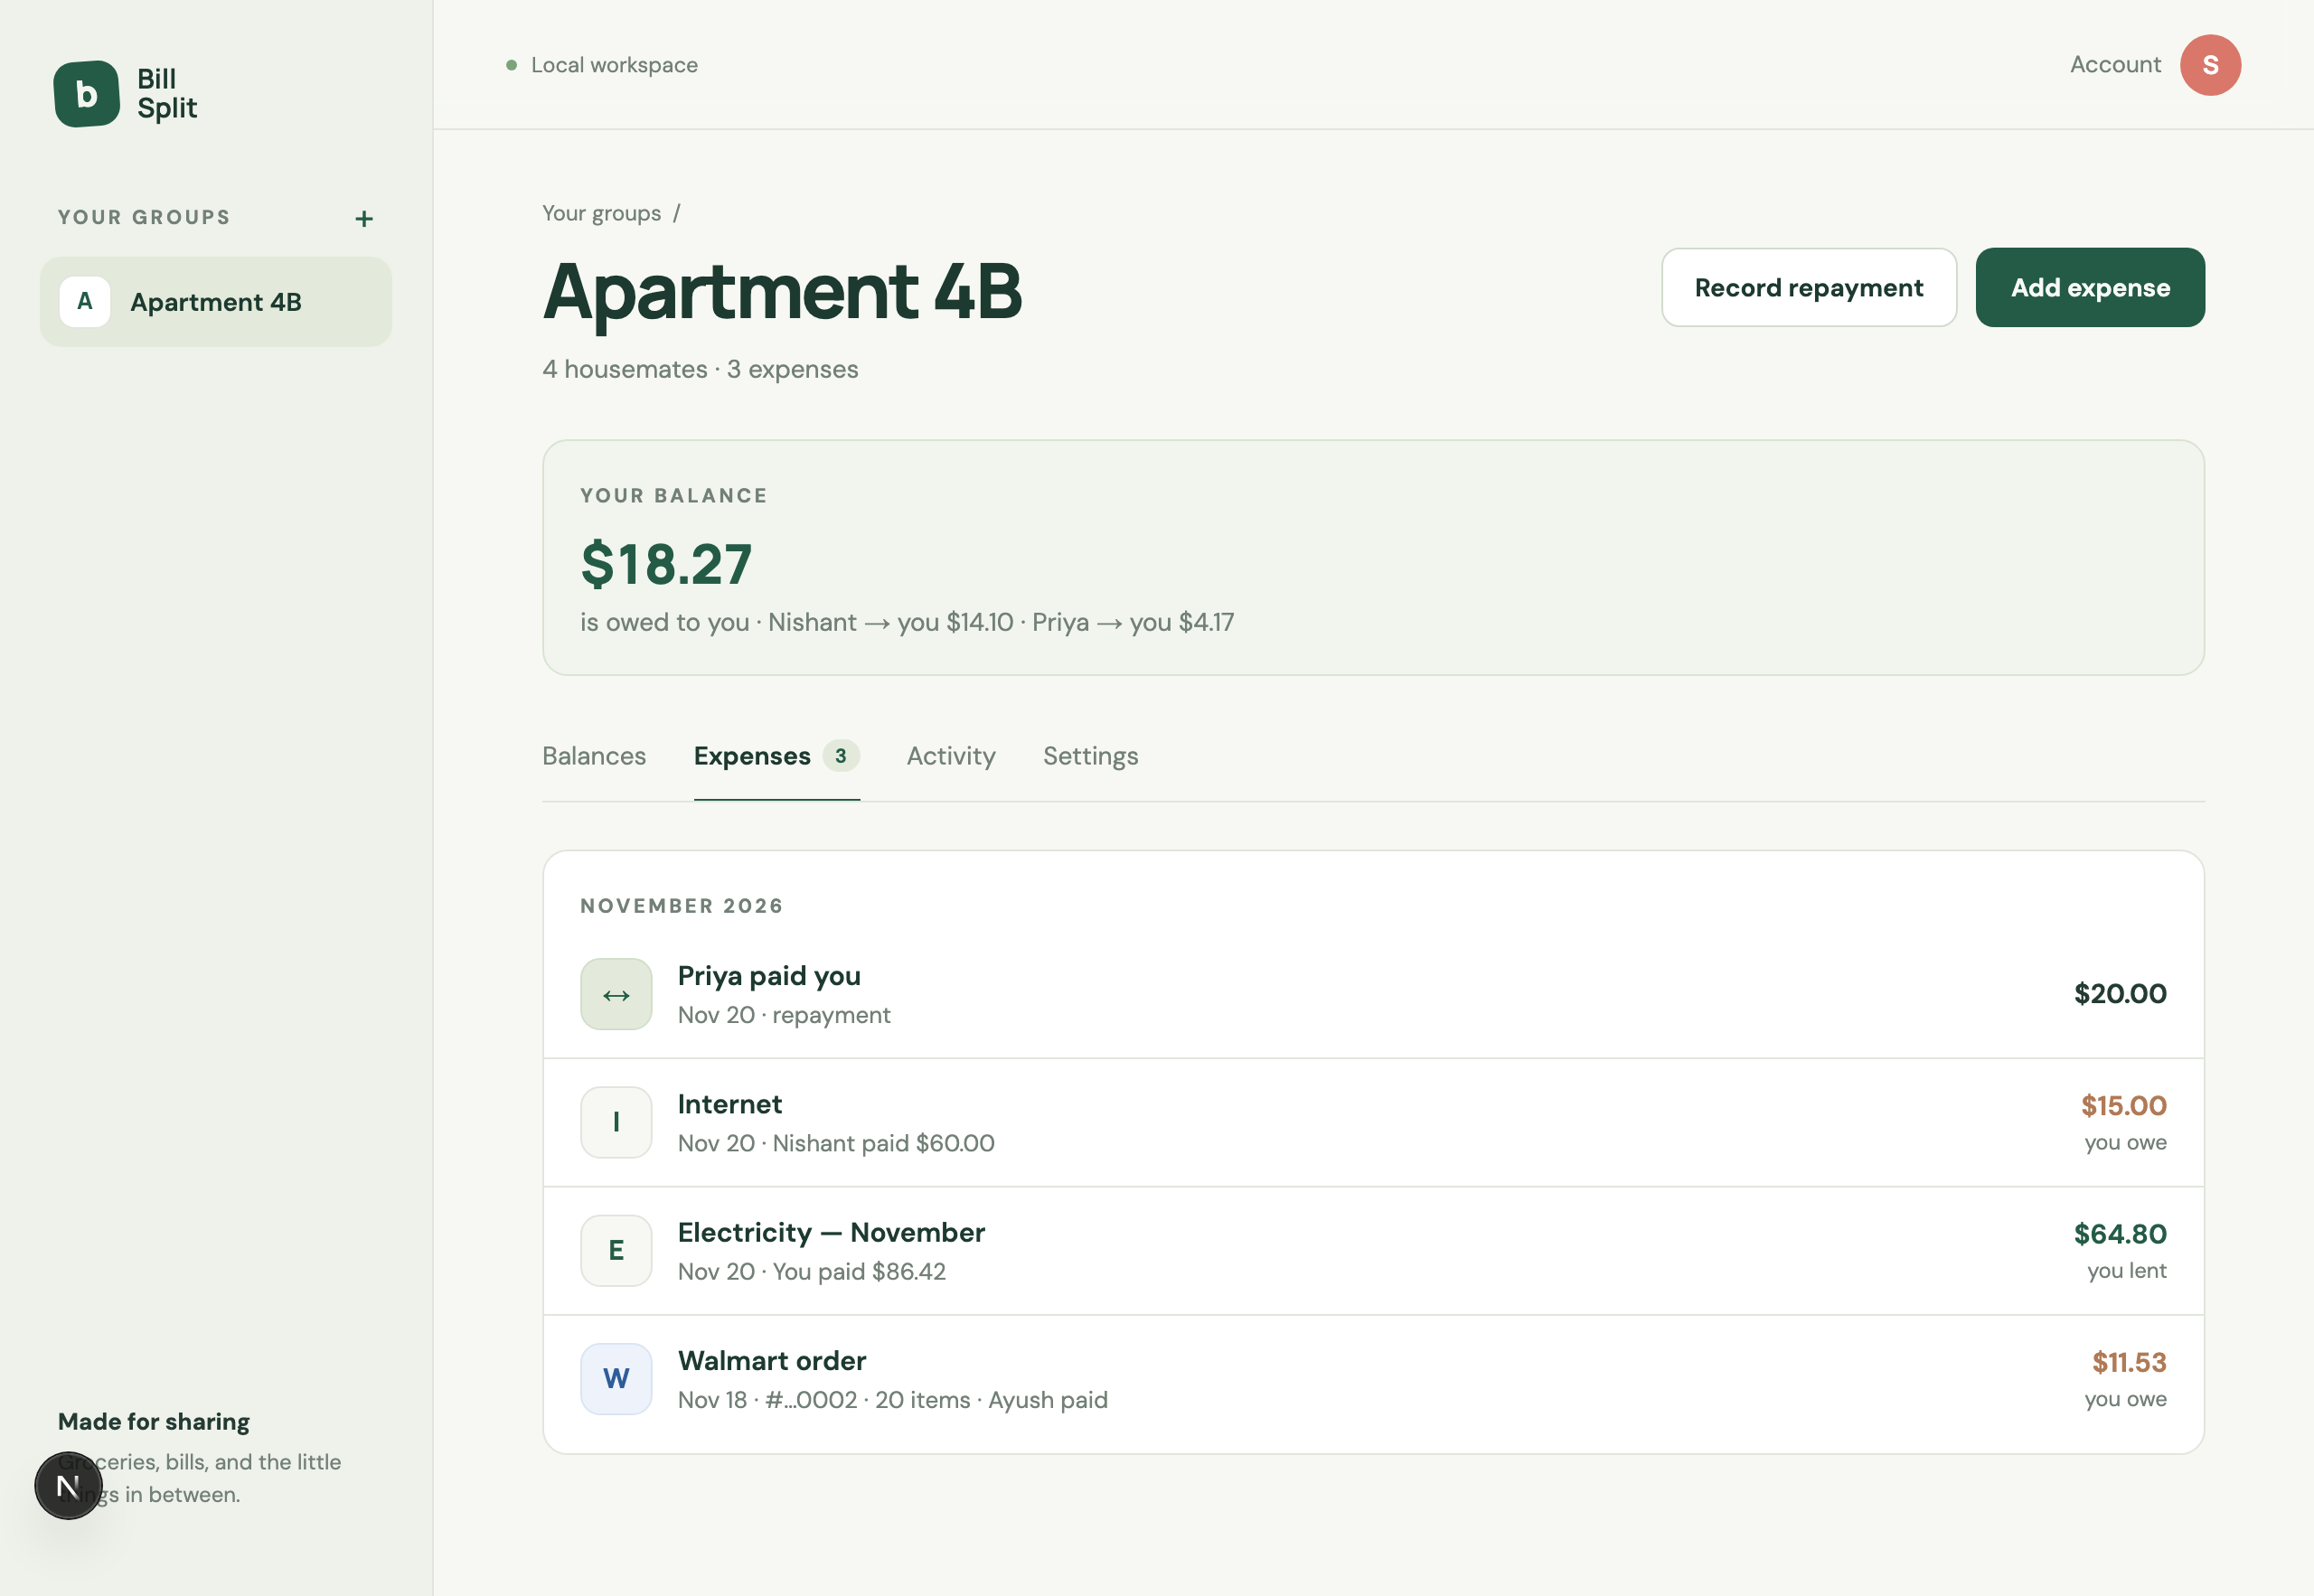 b
Bill
Split
YOUR GROUPS
+
A
Apartment 4B
Made for sharing
Groceries, bills, and the little
things in between.
N
Local workspace
Account
S
Your groups /
Apartment 4B
4 housemates · 3 expenses
Record repayment
Add expense
YOUR BALANCE
$18.27
is owed to you · Nishant → you $14.10 · Priya → you $4.17
Balances
Expenses 3
Activity
Settings
NOVEMBER 2026
↔
Priya paid you
Nov 20 · repayment
$20.00
I
Internet
Nov 20 · Nishant paid $60.00
$15.00
you owe
E
Electricity — November
Nov 20 · You paid $86.42
$64.80
you lent
W
Walmart order
Nov 18 · #…0002 · 20 items · Ayush paid
$11.53
you owe